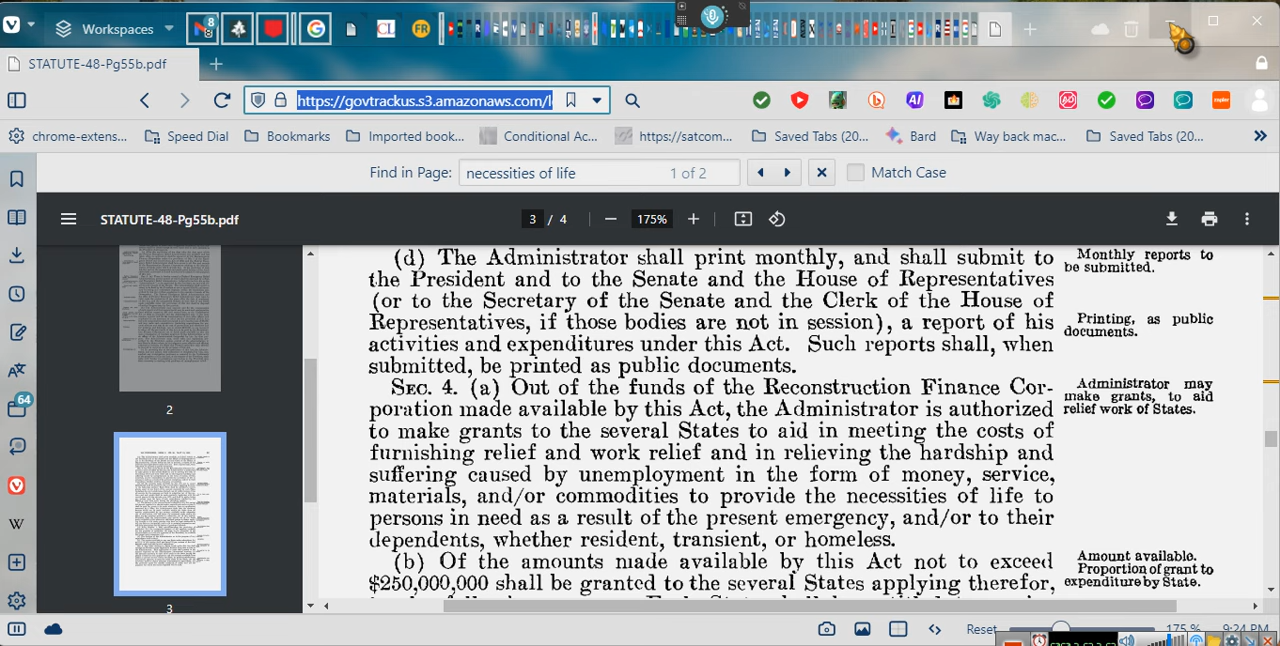 8
Workspaces
STATUTE-48-Pg55b.pdf
https://govtrackus.s3.amazonaws.com/l
chrome-extens...
Speed Dial
Bookmarks
Imported book...
Conditional Ac...
https://satcom...
Saved Tabs (20...
Bard
Way back mac...
Saved Tabs (20...
Find in Page:
necessities of life
1 of 2
Match Case
STATUTE-48-Pg55b.pdf
3 / 4
175%
64
2
3
(d) The Administrator shall print monthly, and shall submit to
the President and to the Senate and the House of Representatives
(or to the Secretary of the Senate and the Clerk of the House of
Representatives, if those bodies are not in session), a report of his
activities and expenditures under this Act. Such reports shall, when
submitted, be printed as public documents.
Monthly reports to
be submitted.
Printing, as public
documents.
SEC. 4. (a) Out of the funds of the Reconstruction Finance Cor-
poration made available by this Act, the Administrator is authorized
to make grants to the several States to aid in meeting the costs of
furnishing relief and work relief and in relieving the hardship and
suffering caused by unemployment in the form of money, service,
materials, and/or commodities to provide the necessities of life to
persons in need as a result of the present emergency, and/or to their
dependents, whether resident, transient, or homeless.
Administrator may
make grants, to aid
relief work of States.
(b) Of the amounts made available by this Act not to exceed
$250,000,000 shall be granted to the several States applying therefor,
Amount available.
Proportion of grant to
expenditure by State.
Reset
175 %
9:24 PM